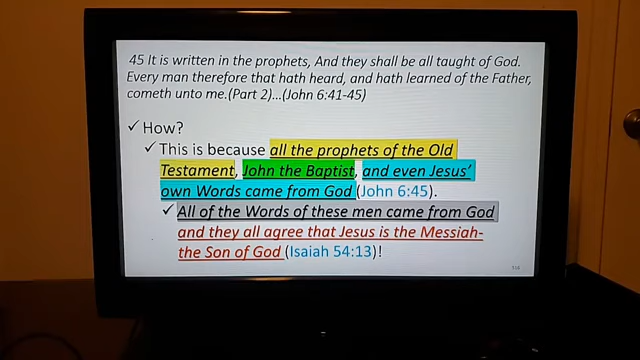 45 It is written in the prophets, And they shall be all taught of God.
Every man therefore that hath heard, and hath learned of the Father,
cometh unto me.(Part 2)...(John 6:41-45)
✓ How?
✓ This is because all the prophets of the Old
Testament, John the Baptist, and even Jesus'
own Words came from God (John 6:45).
✓ All of the Words of these men came from God
and they all agree that Jesus is the Messiah-
the Son of God (Isaiah 54:13)!